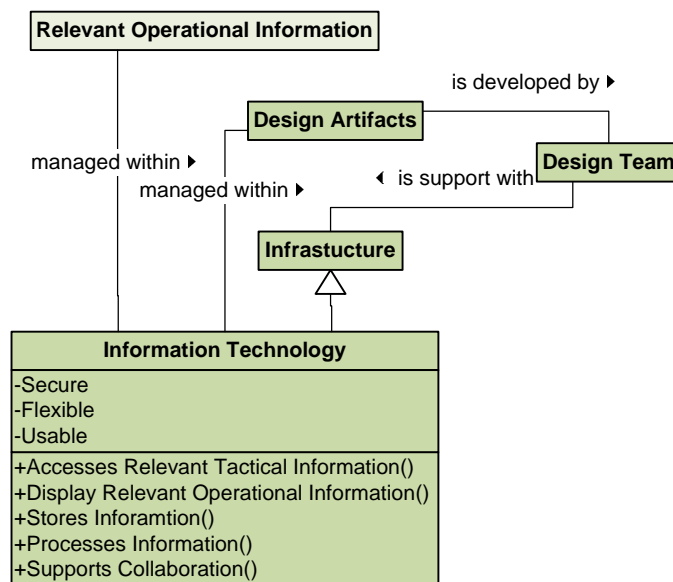 Relevant Operational Information
is developed by
Design Artifacts
managed within
Design Team
managed within
is support with
Infrastucture
Information Technology
-Secure
-Flexible
-Usable
+Accesses Relevant Tactical Information()
+Display Relevant Operational Information()
+Stores Inforamtion()
+Processes Information()
+Supports Collaboration()